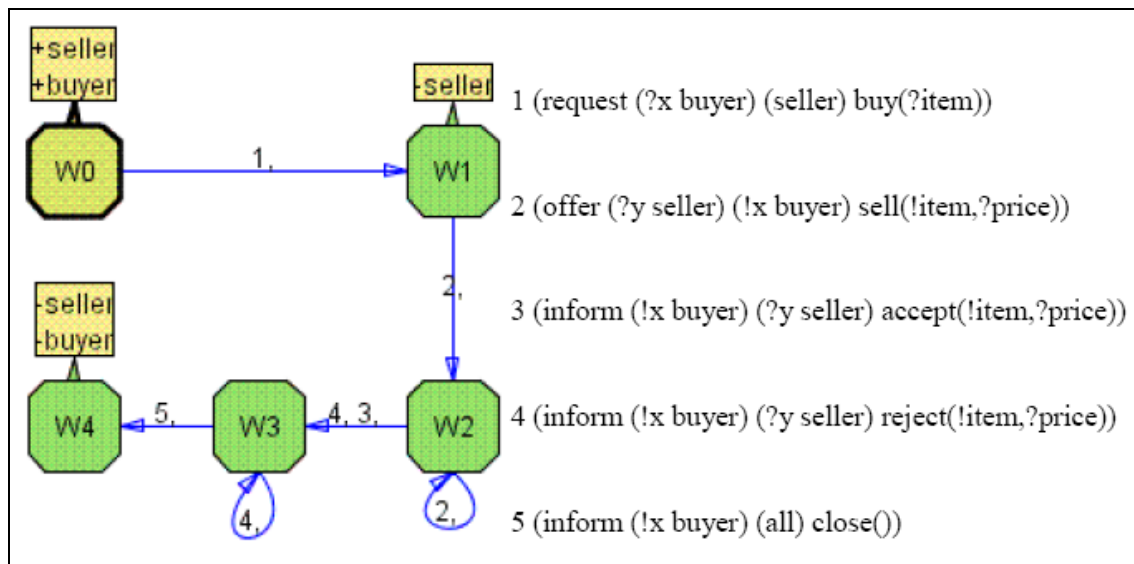 +seller
+buyer
-seller
1 (request (?x buyer) (seller) buy(?item))
W0
1,
W1
2 (offer (?y seller) (!x buyer) sell(!item,?price))
2,
-seller
-buyer
3 (inform (!x buyer) (?y seller) accept(!item,?price))
W4
5,
W3
4, 3,
W2
4 (inform (!x buyer) (?y seller) reject(!item,?price))
4,
2,
5 (inform (!x buyer) (all) close())